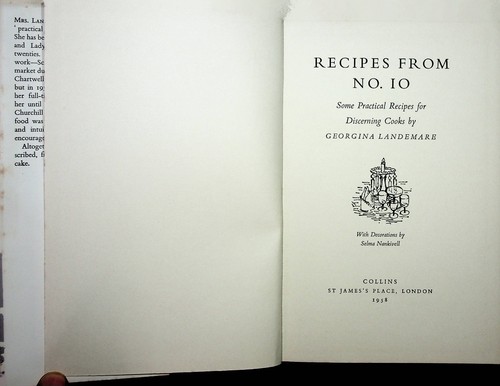 MRS. LAN
' practical
She has be
and Lady
twenties.
work—Se
market du
Chartwell
but in 19
her full-t
her until
Churchill
food was
and intui
encourage
Altoget
scribed, f
cake.
RECIPES FROM
NO. 10
Some Practical Recipes for
Discerning Cooks by
GEORGINA LANDEMARE
With Decorations by
Selma Nankivell
COLLINS
ST JAMES'S PLACE, LONDON
1958